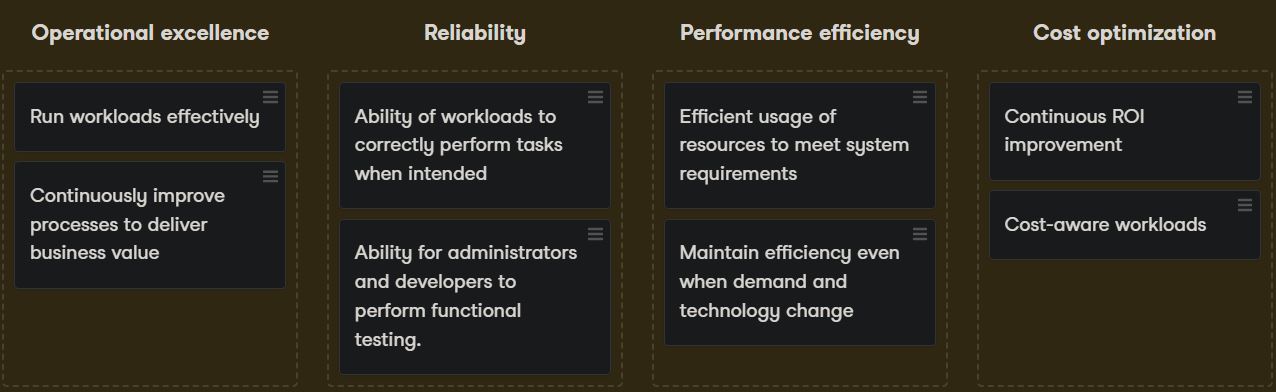 Operational excellence
Run workloads effectively
Continuously improve
processes to deliver
business value
Reliability
Ability of workloads to
correctly perform tasks
when intended
Ability for administrators
and developers to
perform functional
testing.
Performance efficiency
Efficient usage of
resources to meet system
requirements
Maintain efficiency even
when demand and
technology change
Cost optimization
Continuous ROI
improvement
Cost-aware workloads